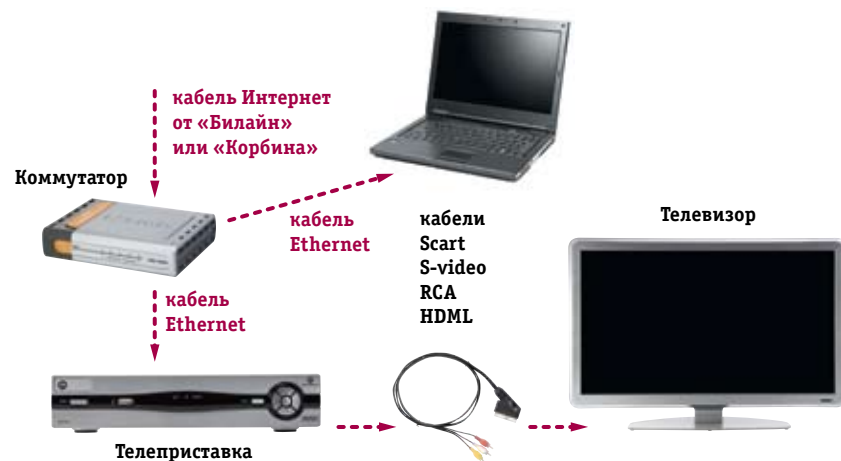 кабель Интернет
от «Билайн»
или «Корбина»
Коммутатор
кабель
Ethernet
кабели
Scart
S-video
RCA
HDML
Телевизор
кабель
Ethernet
Телеприставка